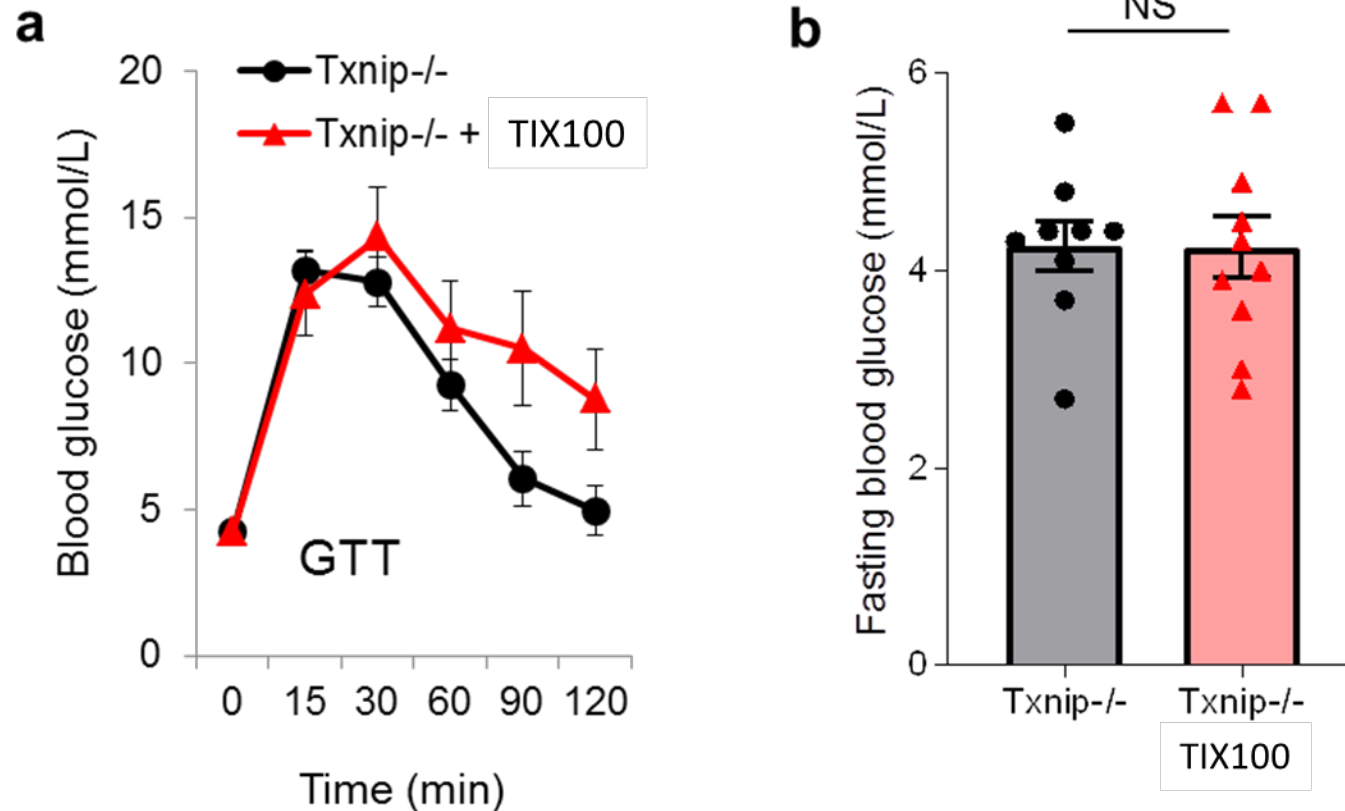 a
20
15
10
5
0
Blood glucose (mmol/L)
Txnip-/-
Txnip-/- + TIX100
GTT
0 15 30 60 90 120
Time (min)
b
NS
6
4
2
0
Fasting blood glucose (mmol/L)
Txnip-/- Txnip-/-
TIX100